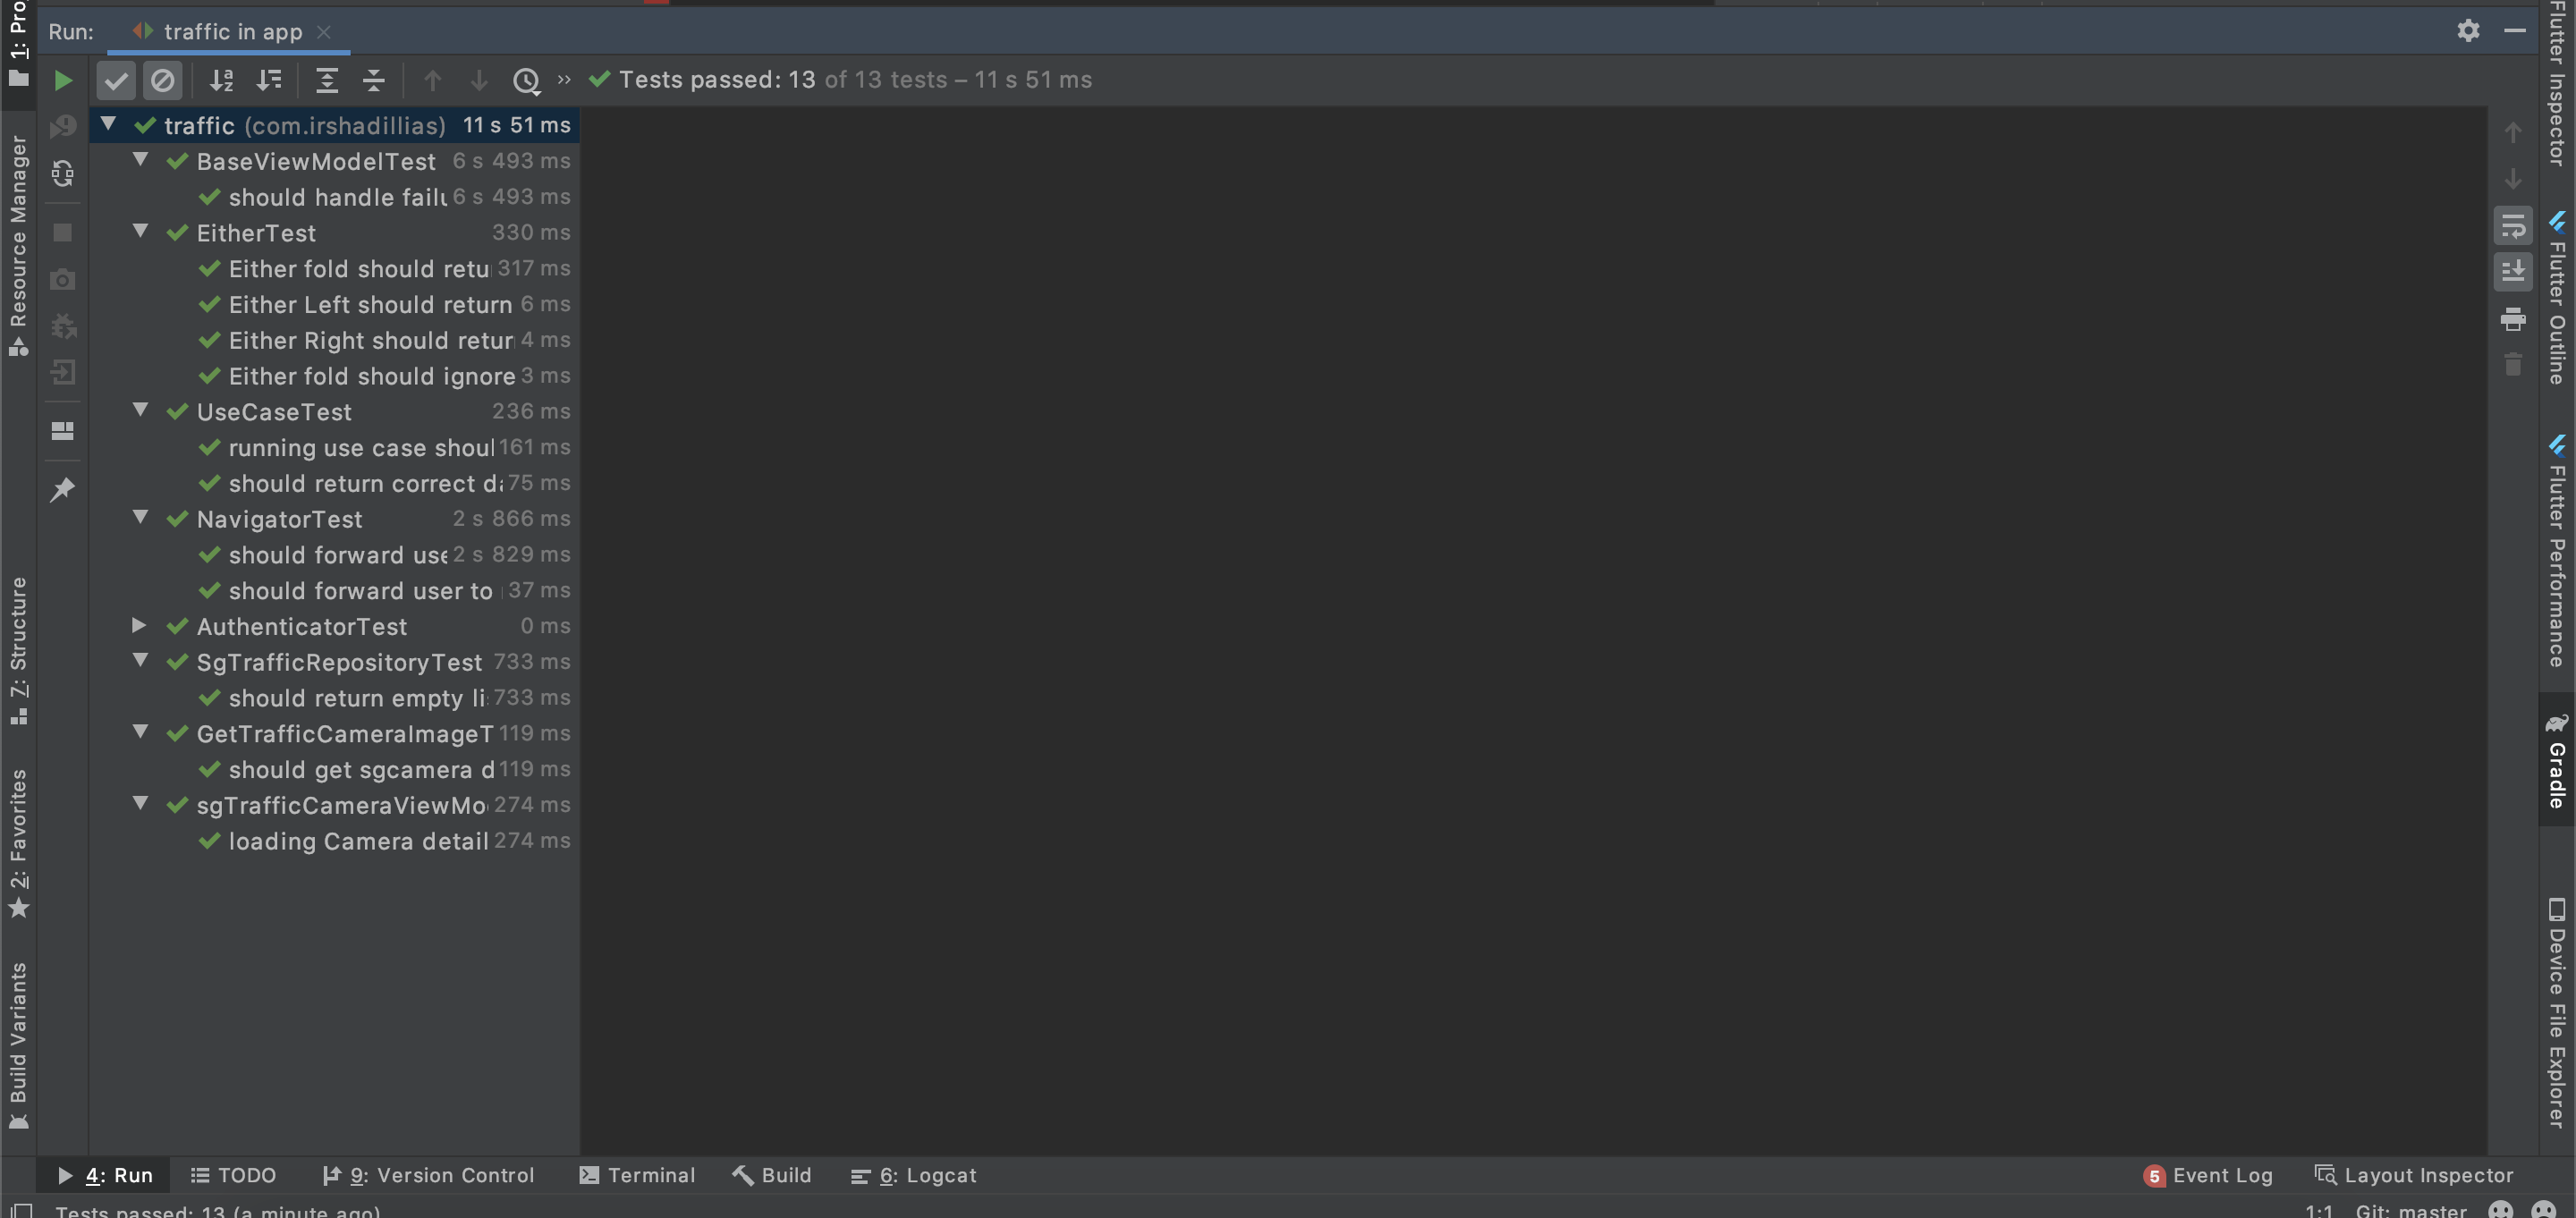 Run: traffic in app
Tests passed: 13 of 13 tests – 11 s 51 ms
traffic (com.irshadillias) 11 s 51 ms
BaseViewModelTest 6 s 493 ms
should handle 6 s 493 ms
EitherTest 330 ms
Either fold should retu 317 ms
Either Left should return 6 ms
Either Right should retur 4 ms
Either fold should ignore 3 ms
UseCaseTest 236 ms
running use case shoul 161 ms
should return correct 75 ms
NavigatorTest 2 s 866 ms
should forward use 2 s 829 ms
should forward user to 37 ms
AuthenticatorTest 0 ms
SgTrafficRepositoryTest 733 ms
should return empty li 733 ms
GetTrafficCameraImageT 119 ms
should get sgcamera d 119 ms
sgTrafficCameraViewMo 274 ms
loading Camera detail 274 ms
1: Pro
Resource Manager
7: Structure
2: Favorites
Build Variants
Flutter Inspector
Flutter Outline
Flutter Performance
Gradle
Device File Explorer
4: Run TODO 9: Version Control Terminal Build 6: Logcat 5 Event Log Layout Inspector
Tests passed: 13 (a minute ago) 1:1 Git: master